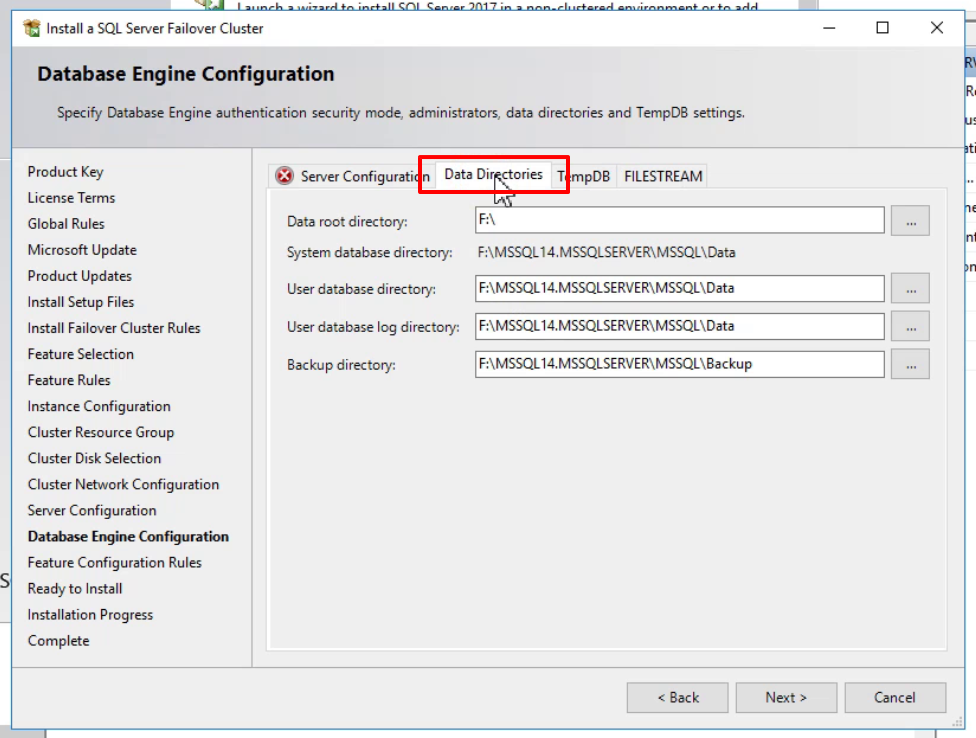 Launch a wizard to install SQL Server 2017 in a non-clustered environment or to add
Install a SQL Server Failover Cluster
Database Engine Configuration
Specify Database Engine authentication security mode, administrators, data directories and TempDB settings.
Product Key
License Terms
Global Rules
Microsoft Update
Product Updates
Install Setup Files
Install Failover Cluster Rules
Feature Selection
Feature Rules
Instance Configuration
Cluster Resource Group
Cluster Disk Selection
Cluster Network Configuration
Server Configuration
Database Engine Configuration
Feature Configuration Rules
Ready to Install
Installation Progress
Complete
Server Configuration Data Directories TempDB FILESTREAM
Data root directory: F:\ ...
System database directory: F:\MSSQL14.MSSQLSERVER\MSSQL\Data
User database directory: F:\MSSQL14.MSSQLSERVER\MSSQL\Data ...
User database log directory: F:\MSSQL14.MSSQLSERVER\MSSQL\Data ...
Backup directory: F:\MSSQL14.MSSQLSERVER\MSSQL\Backup ...
< Back Next > Cancel